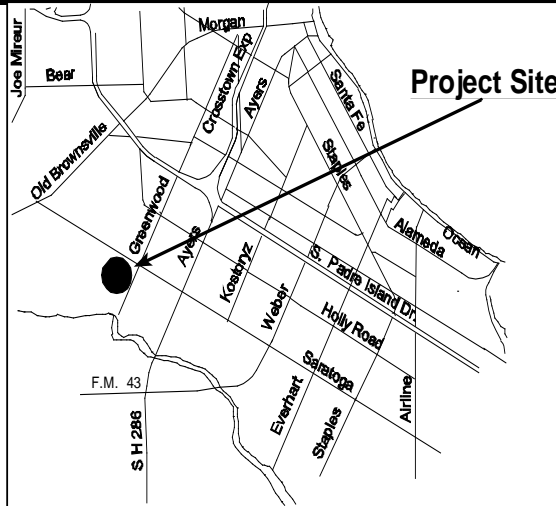 Morgan
Joe Mireur
Bear
Crosstown Exp
Ayers
Santa Fe
Project Site
Old Brownsville
Staples
Greenwood
Ayers
Kostoryz
Alameda
Ocean
S. Padre Island Dr.
Weber
Holly Road
Saratoga
F.M. 43
S H 286
Everhart
Staples
Airline